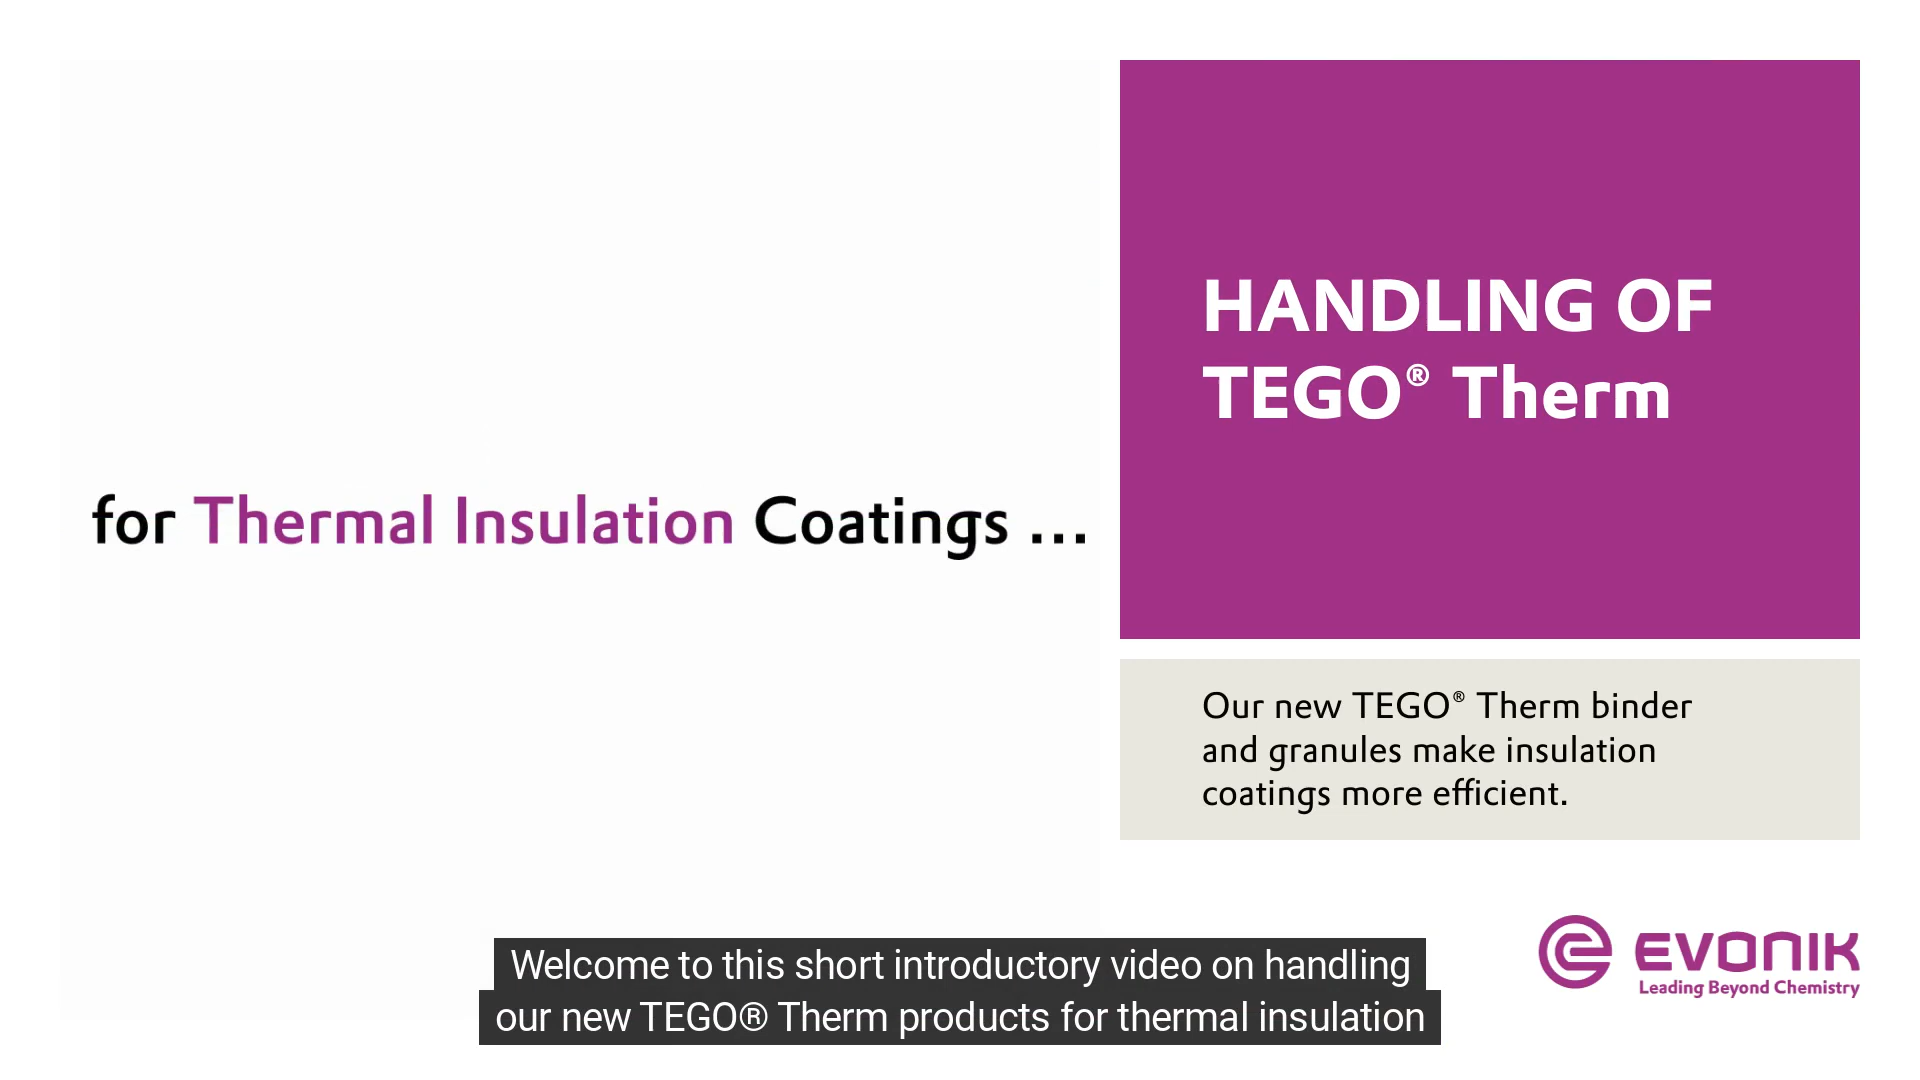 for Thermal Insulation Coatings ...
HANDLING OF
TEGO® Therm
Our new TEGO® Therm binder
and granules make insulation
coatings more efficient.
EVONIK
Leading Beyond Chemistry
Welcome to this short introductory video on handling
our new TEGO® Therm products for thermal insulation